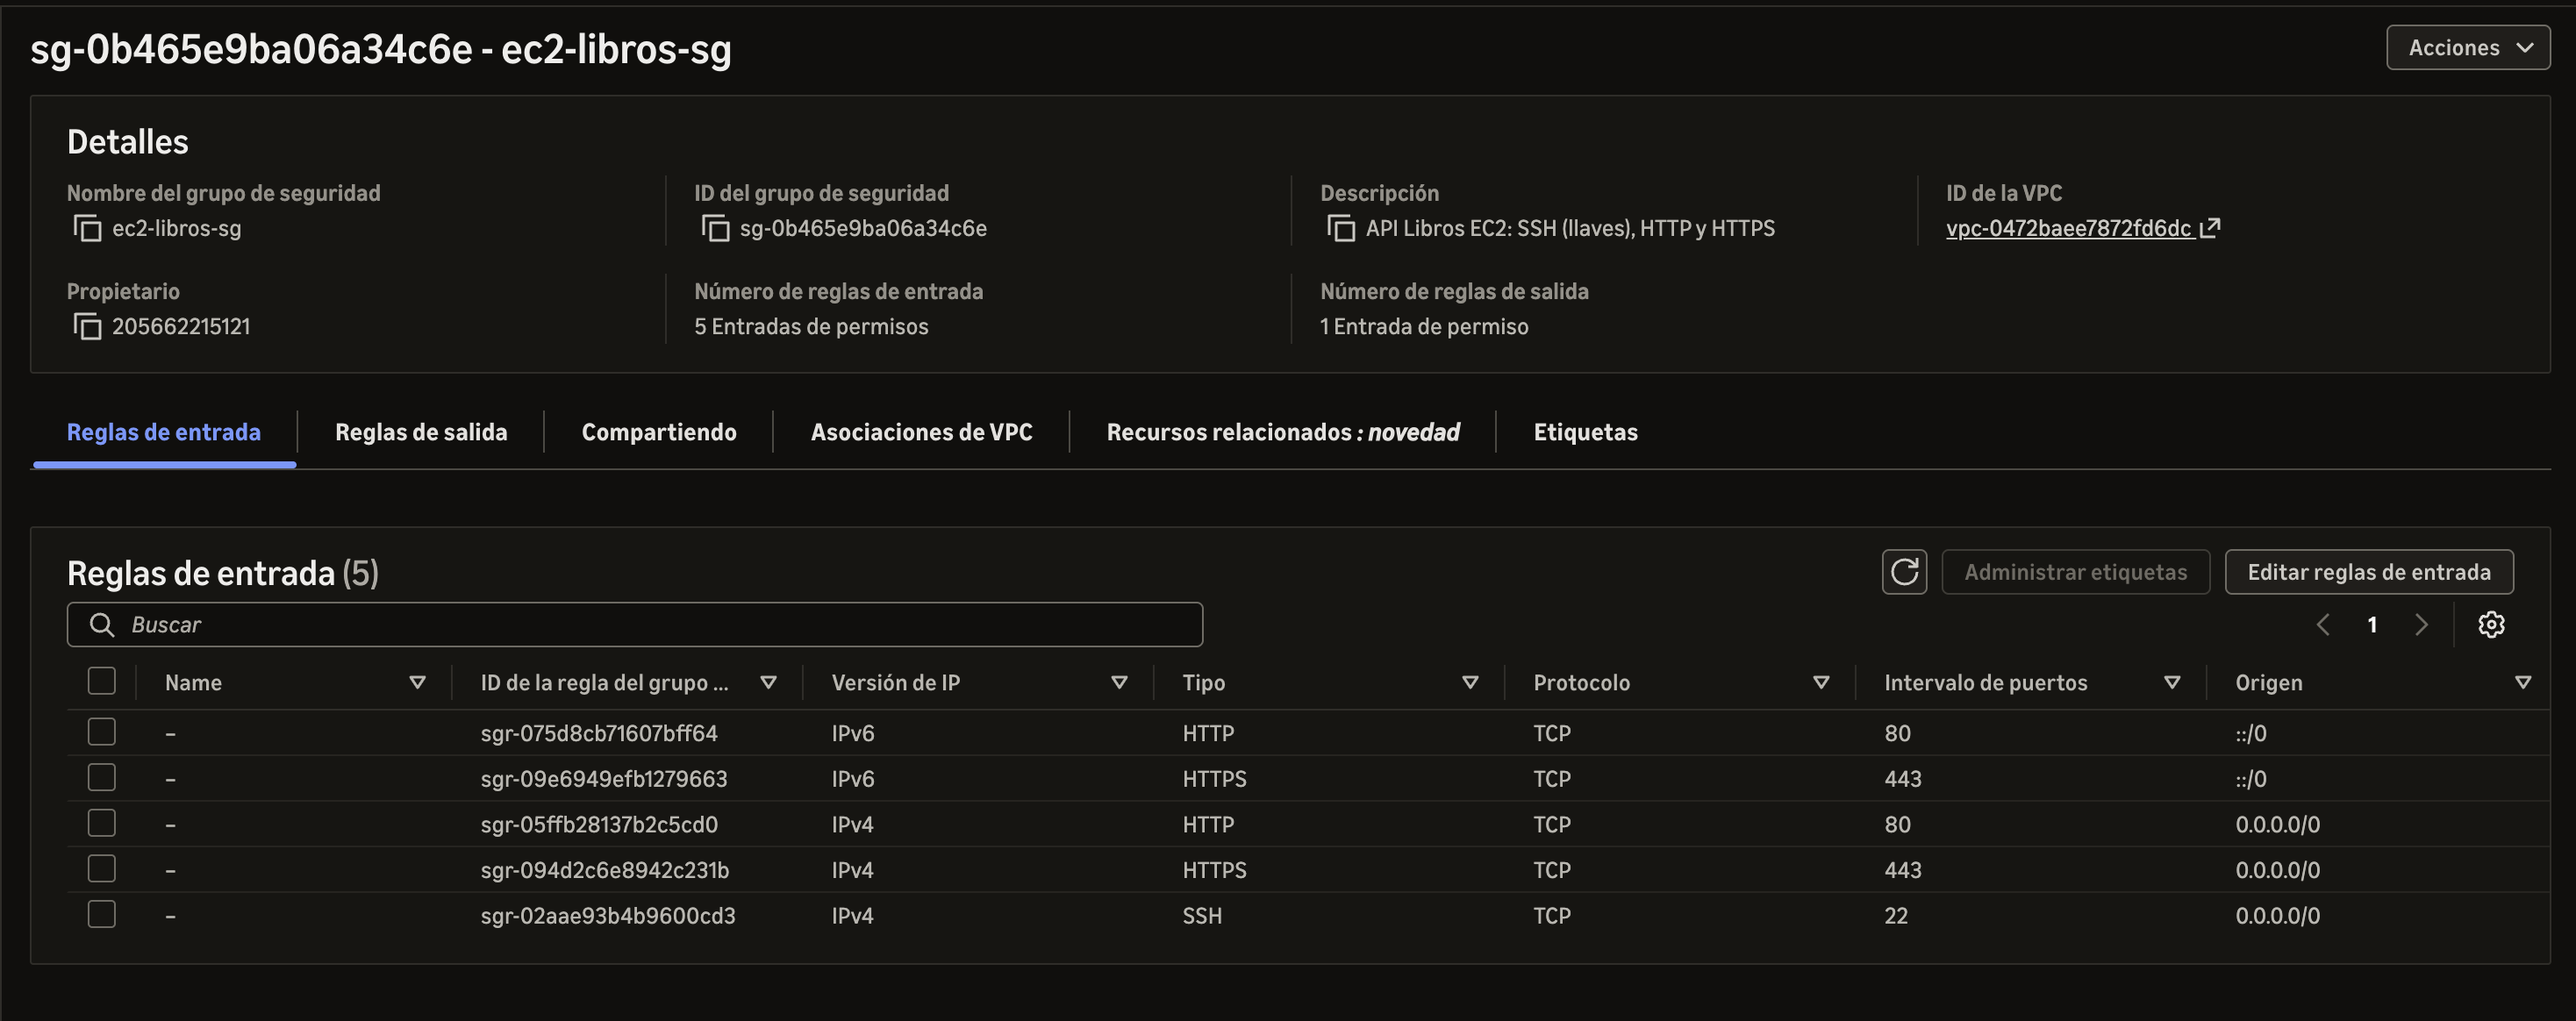 sg-0b465e9ba06a34c6e - ec2-libros-sg
Acciones
Detalles
Nombre del grupo de seguridad
ec2-libros-sg
ID del grupo de seguridad
sg-0b465e9ba06a34c6e
Descripción
API Libros EC2: SSH (llaves), HTTP y HTTPS
ID de la VPC
vpc-0472baee7872fd6dc
Propietario
205662215121
Número de reglas de entrada
5 Entradas de permisos
Número de reglas de salida
1 Entrada de permiso
Reglas de entrada
Reglas de salida
Compartiendo
Asociaciones de VPC
Recursos relacionados : novedad
Etiquetas
Reglas de entrada (5)
Administrar etiquetas
Editar reglas de entrada
Buscar
1
Name ID de la regla del grupo ... Versión de IP Tipo Protocolo Intervalo de puertos Origen
– sgr-075d8cb71607bff64 IPv6 HTTP TCP 80 ::/0
– sgr-09e6949efb1279663 IPv6 HTTPS TCP 443 ::/0
– sgr-05ffb28137b2c5cd0 IPv4 HTTP TCP 80 0.0.0.0/0
– sgr-094d2c6e8942c231b IPv4 HTTPS TCP 443 0.0.0.0/0
– sgr-02aae93b4b9600cd3 IPv4 SSH TCP 22 0.0.0.0/0